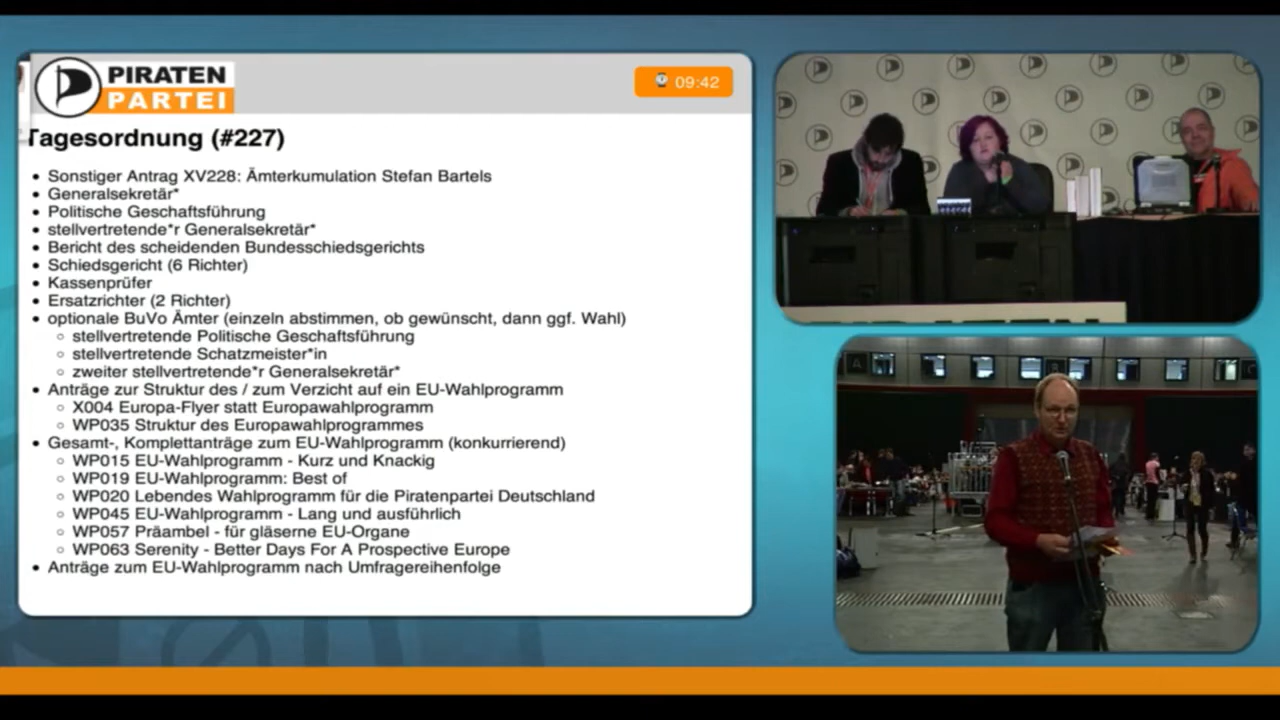 PIRATEN
PARTEI
09:42
Tagesordnung (#227)
• Sonstiger Antrag XV228: Ämterkumulation Stefan Bartels
• Generalsekretär*
• Politische Geschaftsführung
• stellvertretende*r Generalsekretär*
• Bericht des scheidenden Bundesschiedsgerichts
• Schiedsgericht (6 Richter)
• Kassenprüfer
• Ersatzrichter (2 Richter)
• optionale BuVo Ämter (einzeln abstimmen, ob gewünscht, dann ggf. Wahl)
◦ stellvertretende Politische Geschaftsführung
◦ stellvertretende Schatzmeister*in
◦ zweiter stellvertretende*r Generalsekretär*
• Anträge zur Struktur des / zum Verzicht auf ein EU-Wahlprogramm
◦ X004 Europa-Flyer statt Europawahlprogramm
◦ WP035 Struktur des Europawahlprogrammes
• Gesamt-, Komplettanträge zum EU-Wahlprogramm (konkurrierend)
◦ WP015 EU-Wahlprogramm - Kurz und Knackig
◦ WP019 EU-Wahlprogramm: Best of
◦ WP020 Lebendes Wahlprogramm für die Piratenpartei Deutschland
◦ WP045 EU-Wahlprogramm - Lang und ausführlich
◦ WP057 Präambel - für gläserne EU-Organe
◦ WP063 Serenity - Better Days For A Prospective Europe
• Anträge zum EU-Wahlprogramm nach Umfragereihenfolge
A
B